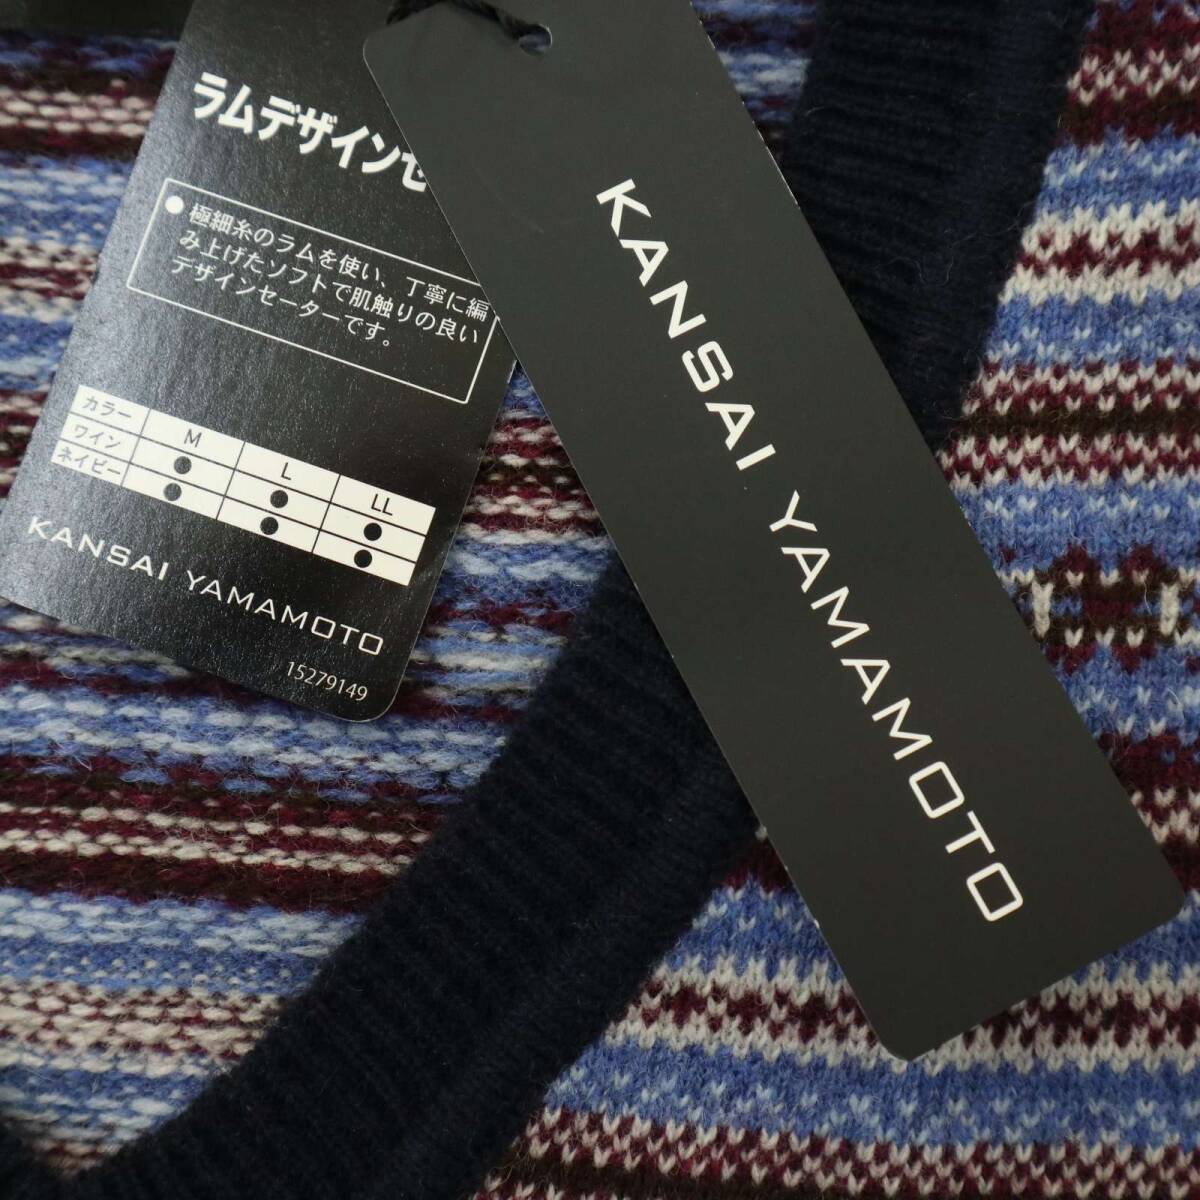 ラムデザインセ
● 極細糸のラムを使い、丁寧に編
み上げたソフトで肌触りの良い
デザインセーターです。
カラー M L LL
ワイン ● ● ●
ネイビー ● ● ●
KANSAI YAMAMOTO
15279149
KANSAI YAMAMOTO